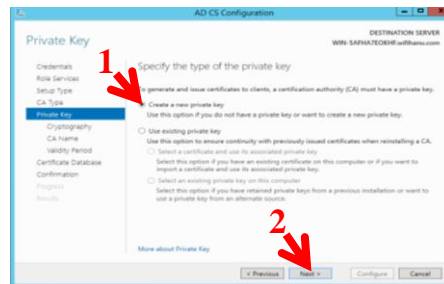 AD CS Configuration
Private Key
DESTINATION SERVER
Credentials
Role Services
Setup Type
CA Type
Private Key
Cryptography
CA Name
Validity Period
Certificate Database
Confirmation
Progress
Results
1
Specify the type of the private key
To generate and issue certificates to clients, a certification authority (CA) must have a private key.
Create a new private key
Use this option if you do not have a private key or want to create a new private key.
Use existing private key
Use this option to ensure continuity with previously issued certificates when reinstalling a CA.
Select a certificate and use its associated private key
Select this option if you have an existing certificate on this computer or if you want to
import a certificate and use its associated private key.
Select an existing private key on this computer
Select this option if you have retained private keys from a previous installation or want to
use a private key from an alternate source.
2
More about Private Key
< Previous
Next >
Configure
Cancel